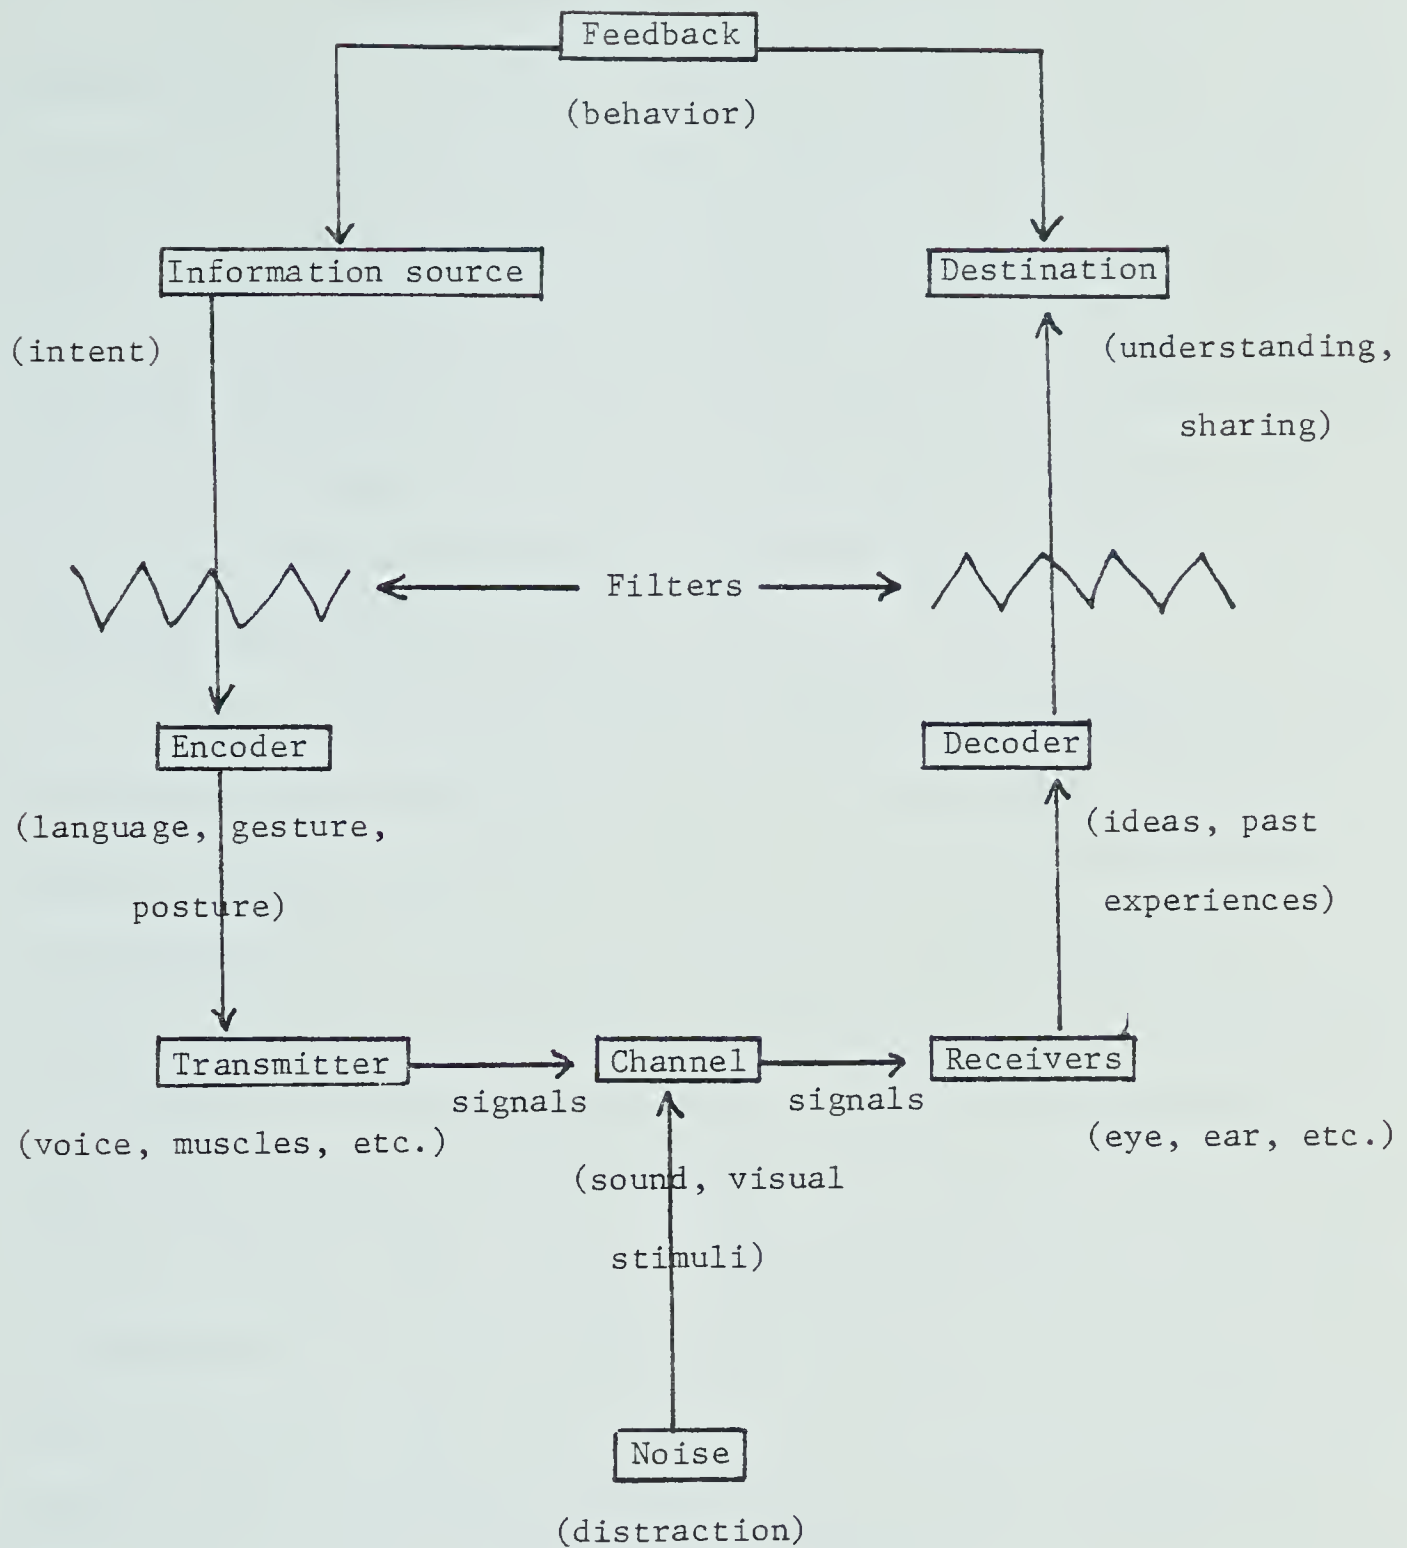 Feedback
(behavior)
Information source
Destination
(intent)
(understanding,
sharing)
Filters
Encoder
Decoder
(language, gesture,
posture)
(ideas, past
experiences)
Transmitter
Channel
Receivers
signals
signals
(voice, muscles, etc.)
(eye, ear, etc.)
(sound, visual
stimuli)
Noise
(distraction)